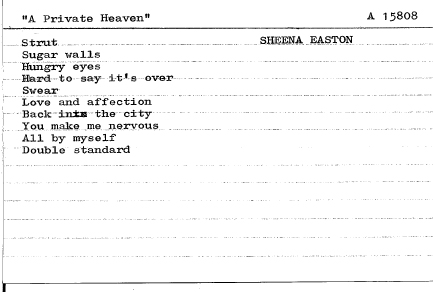 "A Private Heaven" A 15808
Strut SHEENA EASTON
Sugar walls
Hungry eyes
Hard to say it's over
Swear
Love and affection
Back in the city
You make me nervous
All by myself
Double standard